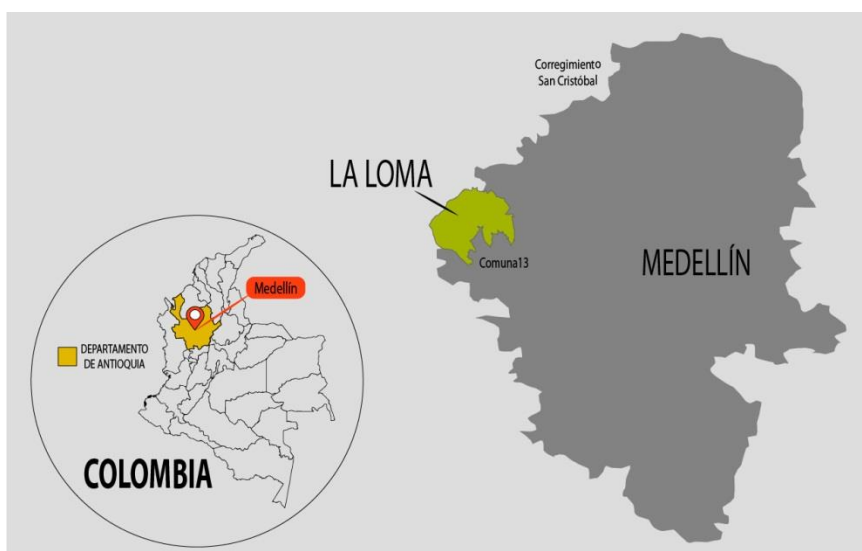 Corregimiento
San Cristóbal
LA LOMA
Comuna13
MEDELLÍN
Medellín
DEPARTAMENTO
DE ANTIOQUIA
COLOMBIA